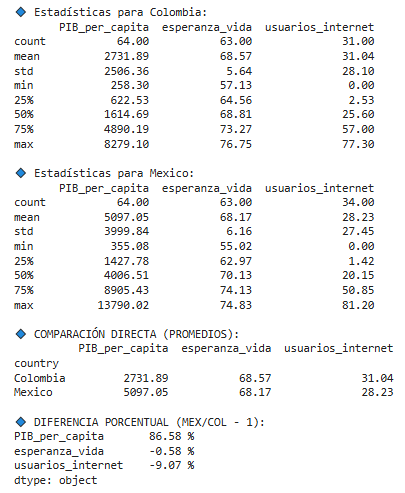 🔹 Estadísticas para Colombia:
       PIB_per_capita  esperanza_vida  usuarios_internet
count           64.00           63.00              31.00
mean          2731.89           68.57              31.04
std           2506.36            5.64              28.10
min            258.30           57.13               0.00
25%            622.53           64.56               2.53
50%           1614.69           68.81              25.60
75%           4890.19           73.27              57.00
max           8279.10           76.75              77.30
🔹 Estadísticas para Mexico:
       PIB_per_capita  esperanza_vida  usuarios_internet
count           64.00           63.00              34.00
mean          5097.05           68.17              28.23
std           3999.84            6.16              27.45
min            355.08           55.02               0.00
25%           1427.78           62.97               1.42
50%           4006.51           70.13              20.15
75%           8905.43           74.13              50.85
max          13790.02           74.83              81.20
🔹 COMPARACIÓN DIRECTA (PROMEDIOS):
          PIB_per_capita  esperanza_vida  usuarios_internet
country
Colombia         2731.89           68.57              31.04
Mexico           5097.05           68.17              28.23
🔹 DIFERENCIA PORCENTUAL (MEX/COL - 1):
PIB_per_capita       86.58 %
esperanza_vida       -0.58 %
usuarios_internet    -9.07 %
dtype: object